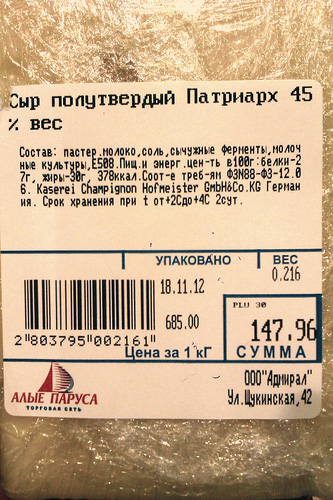 Сыр полутвердый Патриарх 45
% вес
Состав: пастер.молоко,соль,сычужные ферменты,молоч
ные культуры,Е508.Пищ.и энерг.цен-ть в100г:белки-2
7г, жиры-30г, 370ккал.Соот-е треб-ям ФЗN88-ФЗ-12.0
6. Kaserei Champignon Hofmeister GmbH&Co.KG Герман
ия. Срок хранения при t от+2Сдо+4С 2сут.
УПАКОВАНО ВЕС
18.11.12 0.216
PLU 30
685.00 147.96
2 803795 002161
Цена за 1 кГ СУММА
АЛЫЕ ПАРУСА
ТОРГОВАЯ СЕТЬ
ООО"Адмирал"
Ул.Щукинская,42